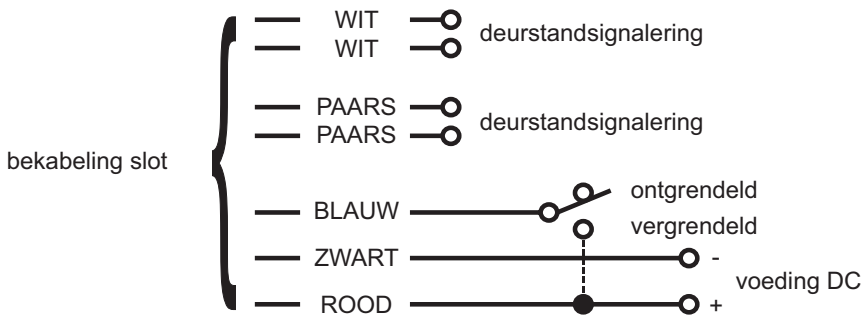 WIT
WIT
deurstandsignalering
PAARS
PAARS
deurstandsignalering
bekabeling slot
BLAUW
ontgrendeld
vergrendeld
ZWART
-
voeding DC
ROOD
+